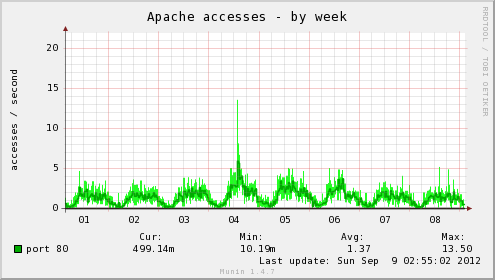 Apache accesses - by week
RRDTOOL / TOBI OETIKER
accesses / second
20
15
10
5
0
01 02 03 04 05 06 07 08
Cur: Min: Avg: Max:
port 80 499.14m 10.19m 1.37 13.50
Last update: Sun Sep 9 02:55:02 2012
Munin 1.4.7